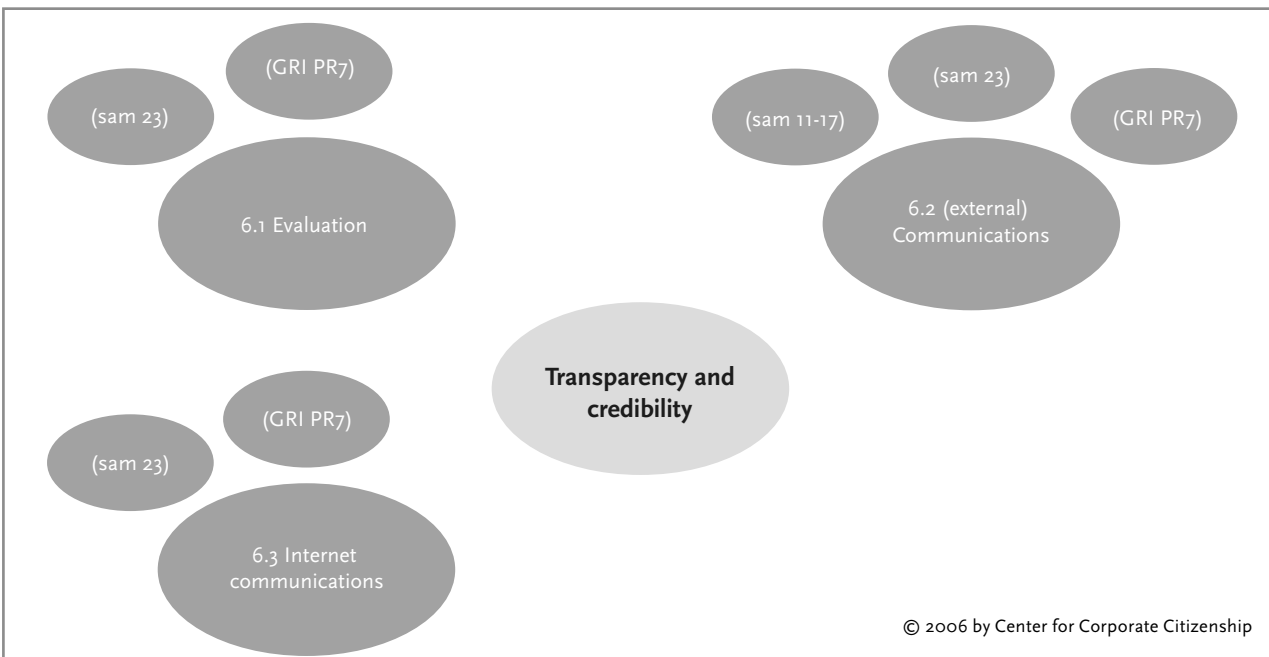 (GRI PR7)
(sam 23)
6.1 Evaluation
(sam 23)
(sam 11-17)
(GRI PR7)
6.2 (external)
Communications
Transparency and
credibility
(GRI PR7)
(sam 23)
6.3 Internet
communications
© 2006 by Center for Corporate Citizenship